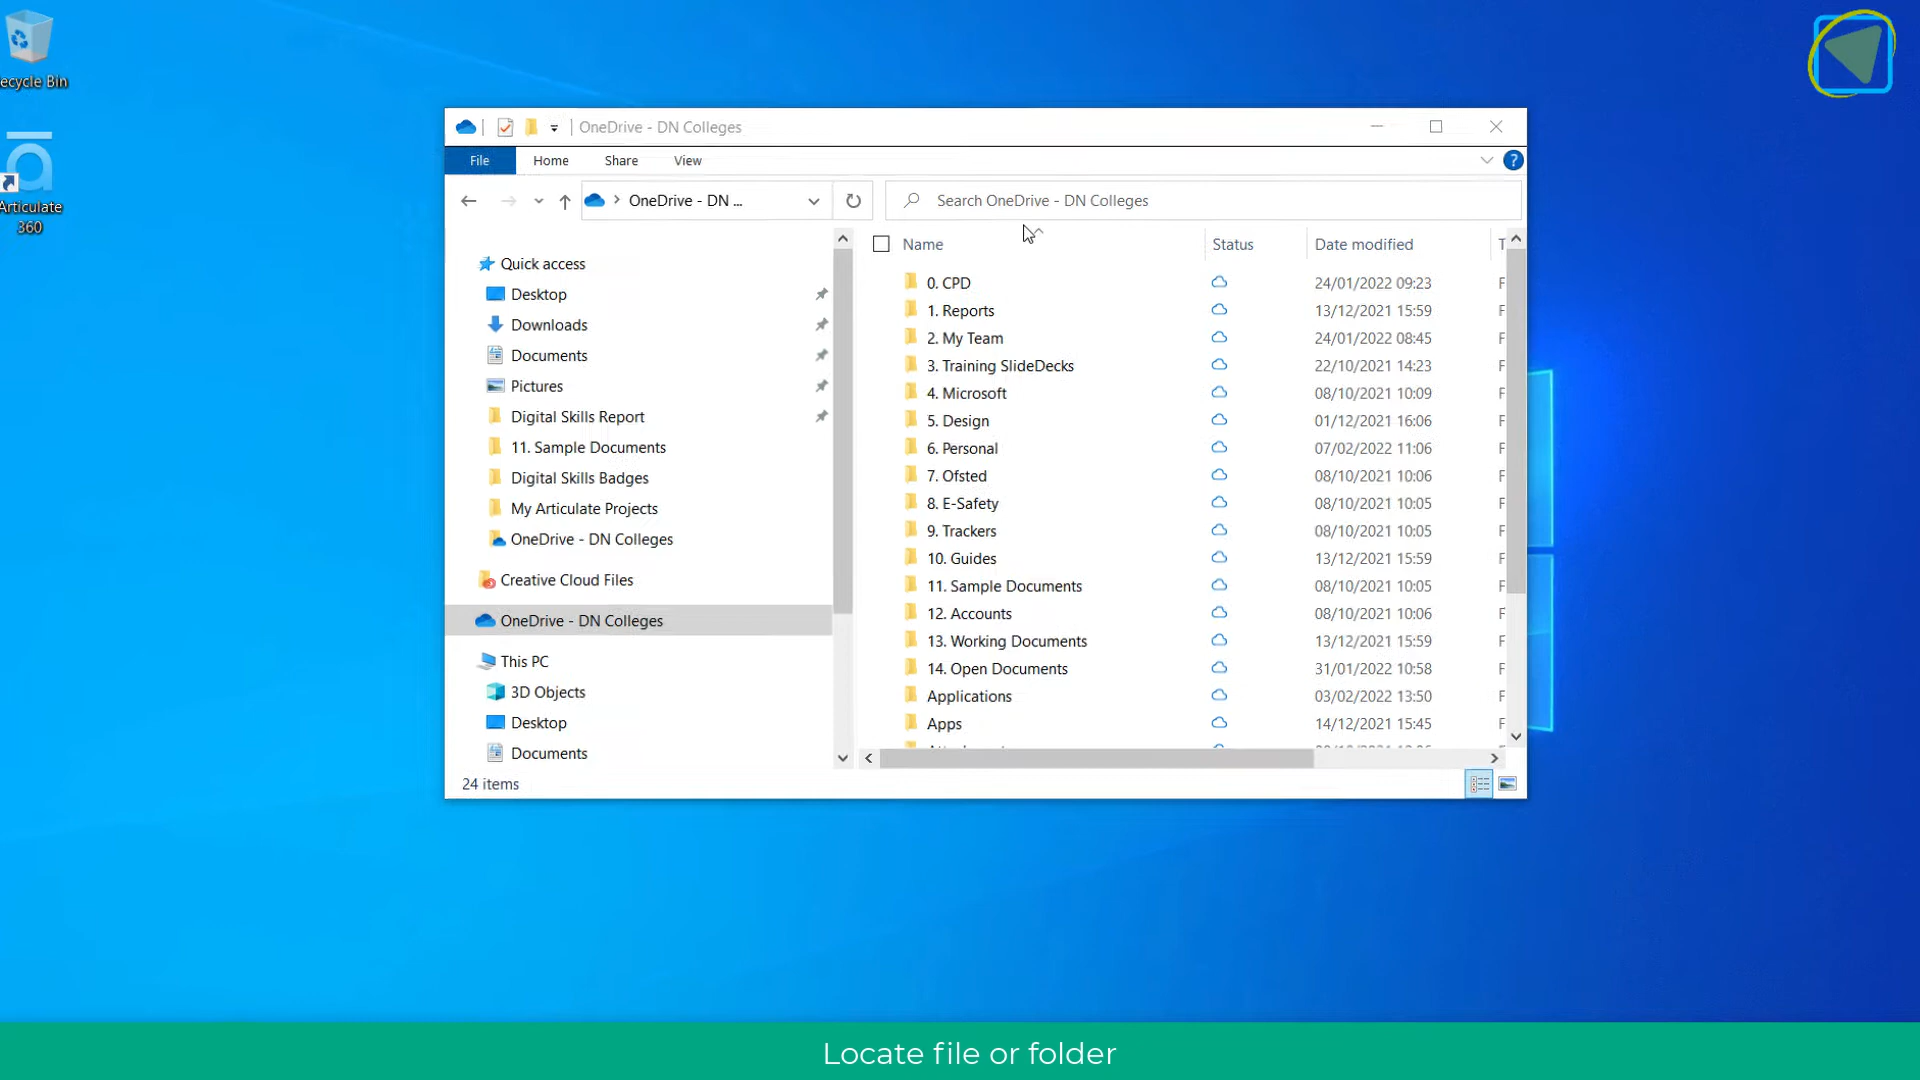 ecycle Bin
Articulate
360
OneDrive - DN Colleges
File Home Share View
OneDrive - DN ...
Search OneDrive - DN Colleges
Name Status Date modified T
Quick access
Desktop
Downloads
Documents
Pictures
Digital Skills Report
11. Sample Documents
Digital Skills Badges
My Articulate Projects
OneDrive - DN Colleges
Creative Cloud Files
OneDrive - DN Colleges
This PC
3D Objects
Desktop
Documents
0. CPD 24/01/2022 09:23 F
1. Reports 13/12/2021 15:59 F
2. My Team 24/01/2022 08:45 F
3. Training SlideDecks 22/10/2021 14:23 F
4. Microsoft 08/10/2021 10:09 F
5. Design 01/12/2021 16:06 F
6. Personal 07/02/2022 11:06 F
7. Ofsted 08/10/2021 10:06 F
8. E-Safety 08/10/2021 10:05 F
9. Trackers 08/10/2021 10:05 F
10. Guides 13/12/2021 15:59 F
11. Sample Documents 08/10/2021 10:05 F
12. Accounts 08/10/2021 10:06 F
13. Working Documents 13/12/2021 15:59 F
14. Open Documents 31/01/2022 10:58 F
Applications 03/02/2022 13:50 F
Apps 14/12/2021 15:45 F
24 items
Locate file or folder